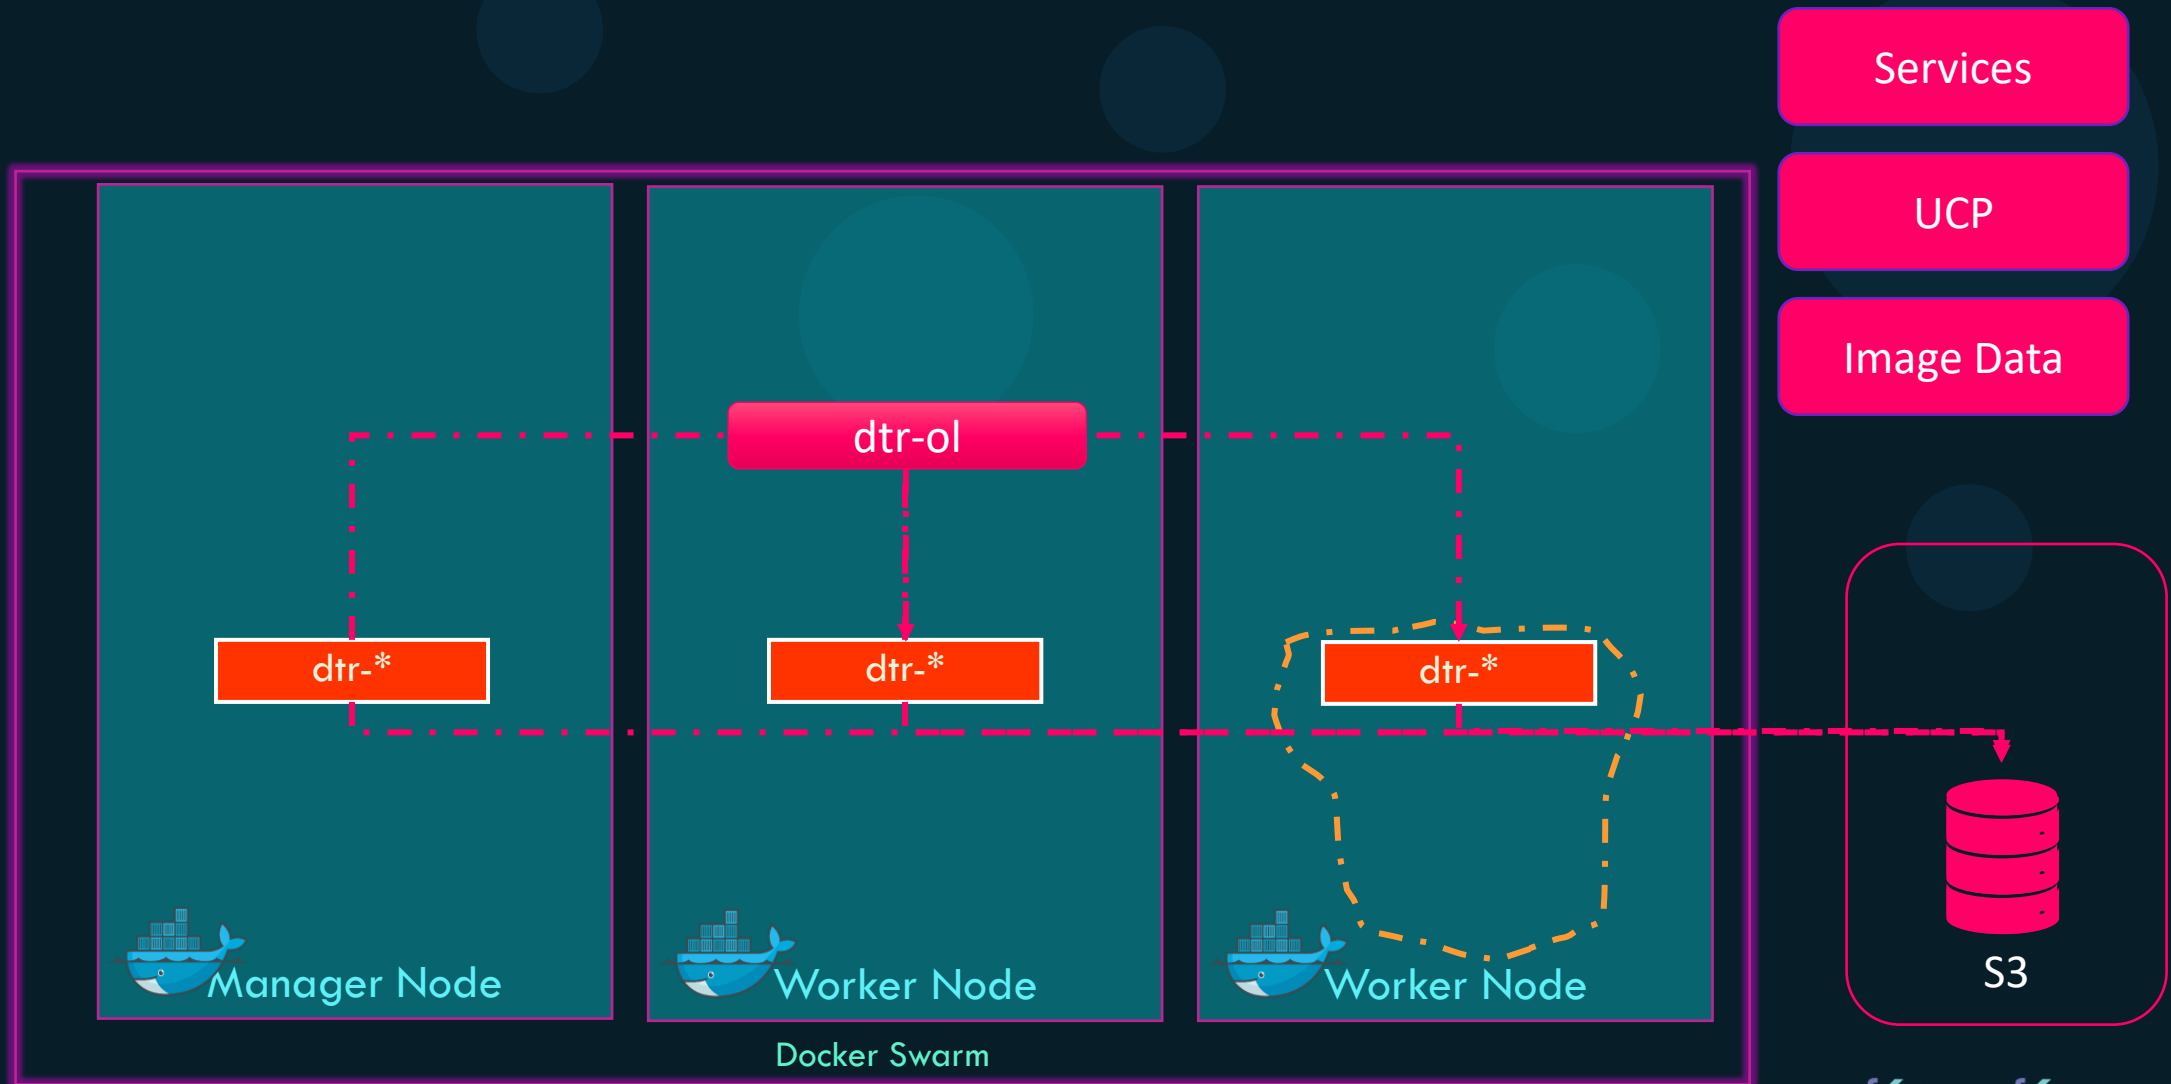 Services
UCP
Image Data
dtr-ol
dtr-*
dtr-*
dtr-*
Manager Node
Worker Node
Worker Node
S3
Docker Swarm